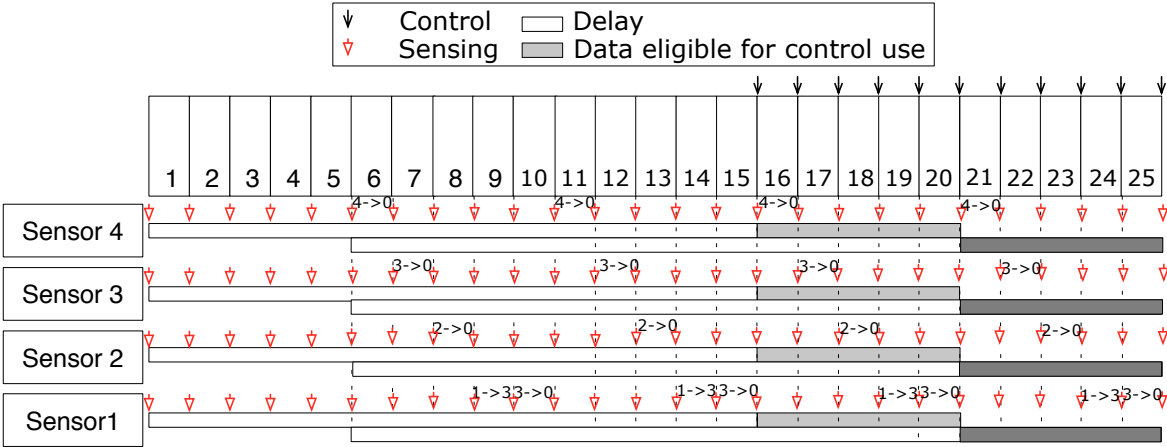 Control Delay
Sensing Data eligible for control use
1 2 3 4 5 6 7 8 9 10 11 12 13 14 15 16 17 18 19 20 21 22 23 24 25
Sensor 4 4->0 4->0 4->0 4->0
Sensor 3 3->0 3->0 3->0 3->0
Sensor 2 2->0 2->0 2->0 2->0
Sensor1 1->3 3->0 1->3 3->0 1->3 3->0 1->3 3->0